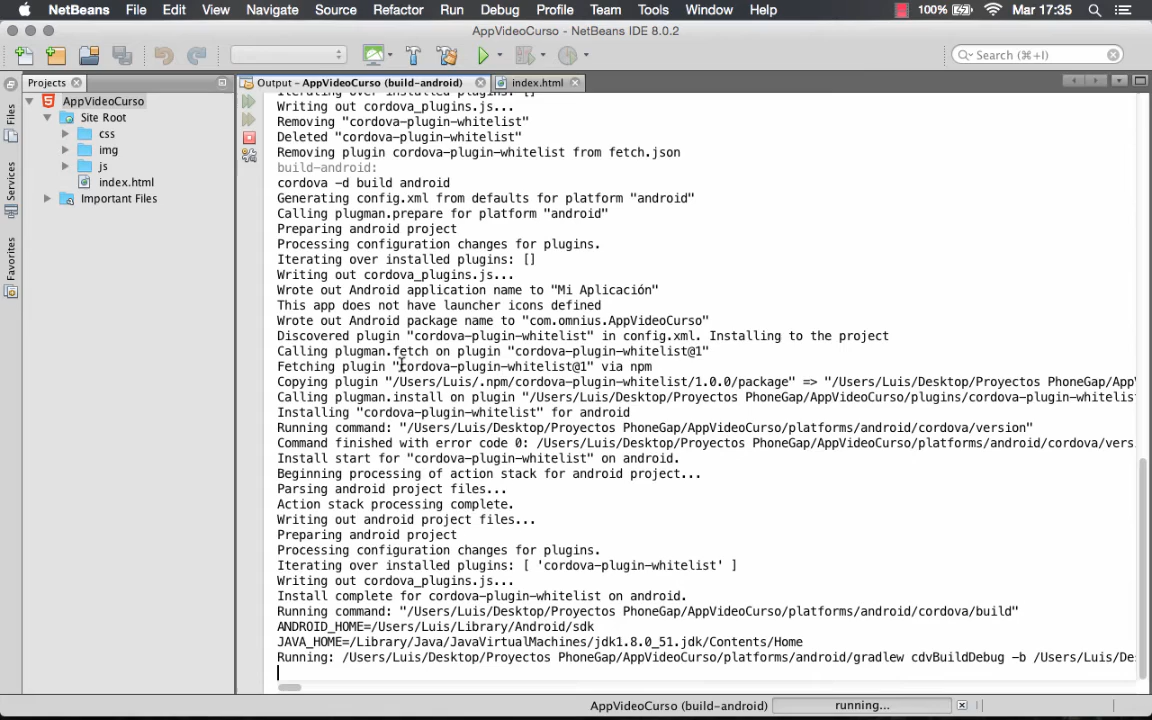 NetBeans File Edit View Navigate Source Refactor Run Debug Profile Team Tools Window Help 100% Mar 17:35
AppVideoCurso - NetBeans IDE 8.0.2
Search (⌘+I)
Projects
Output - AppVideoCurso (build-android)
index.html
Files
Services
Favorites
AppVideoCurso
Site Root
css
img
js
index.html
Important Files
Iterating over installed plugins: []
Writing out cordova_plugins.js...
Removing "cordova-plugin-whitelist"
Deleted "cordova-plugin-whitelist"
Removing plugin cordova-plugin-whitelist from fetch.json
build-android:
cordova -d build android
Generating config.xml from defaults for platform "android"
Calling plugman.prepare for platform "android"
Preparing android project
Processing configuration changes for plugins.
Iterating over installed plugins: []
Writing out cordova_plugins.js...
Wrote out Android application name to "Mi Aplicación"
This app does not have launcher icons defined
Wrote out Android package name to "com.omnius.AppVideoCurso"
Discovered plugin "cordova-plugin-whitelist" in config.xml. Installing to the project
Calling plugman.fetch on plugin "cordova-plugin-whitelist@1"
Fetching plugin "cordova-plugin-whitelist@1" via npm
Copying plugin "/Users/Luis/.npm/cordova-plugin-whitelist/1.0.0/package" => "/Users/Luis/Desktop/Proyectos PhoneGap/AppV
Calling plugman.install on plugin "/Users/Luis/Desktop/Proyectos PhoneGap/AppVideoCurso/plugins/cordova-plugin-whitelist
Installing "cordova-plugin-whitelist" for android
Running command: "/Users/Luis/Desktop/Proyectos PhoneGap/AppVideoCurso/platforms/android/cordova/version"
Command finished with error code 0: /Users/Luis/Desktop/Proyectos PhoneGap/AppVideoCurso/platforms/android/cordova/vers
Install start for "cordova-plugin-whitelist" on android.
Beginning processing of action stack for android project...
Parsing android project files...
Action stack processing complete.
Writing out android project files...
Preparing android project
Processing configuration changes for plugins.
Iterating over installed plugins: [ 'cordova-plugin-whitelist' ]
Writing out cordova_plugins.js...
Install complete for cordova-plugin-whitelist on android.
Running command: "/Users/Luis/Desktop/Proyectos PhoneGap/AppVideoCurso/platforms/android/cordova/build"
ANDROID_HOME=/Users/Luis/Library/Android/sdk
JAVA_HOME=/Library/Java/JavaVirtualMachines/jdk1.8.0_51.jdk/Contents/Home
Running: /Users/Luis/Desktop/Proyectos PhoneGap/AppVideoCurso/platforms/android/gradlew cdvBuildDebug -b /Users/Luis/De
AppVideoCurso (build-android) running...